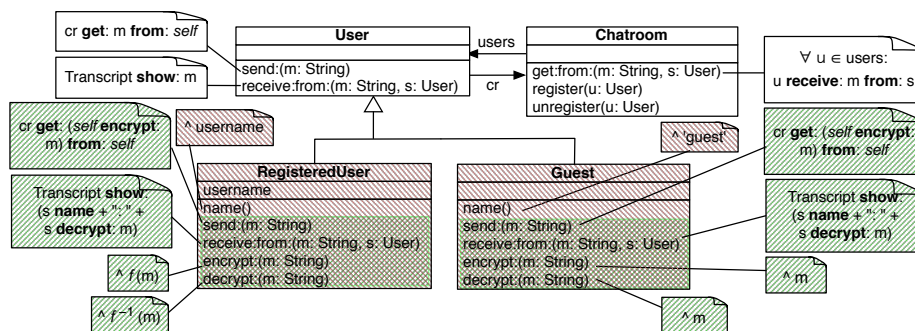 cr get: m from: self
Transcript show: m
User
send:(m: String)
receive:from:(m: String, s: User)
users
cr
Chatroom
get:from:(m: String, s: User)
register(u: User)
unregister(u: User)
∀ u ∈ users:
u receive: m from: s
cr get: (self encrypt:
m) from: self
^ username
^ 'guest'
cr get: (self encrypt:
m) from: self
Transcript show:
(s name + ": " +
s decrypt: m)
RegisteredUser
username
name()
send:(m: String)
receive:from:(m: String, s: User)
encrypt:(m: String)
decrypt:(m: String)
Guest
name()
send:(m: String)
receive:from:(m: String, s: User)
encrypt:(m: String)
decrypt:(m: String)
Transcript show:
(s name + ": " +
s decrypt: m)
^ f (m)
^ f⁻¹ (m)
^ m
^ m